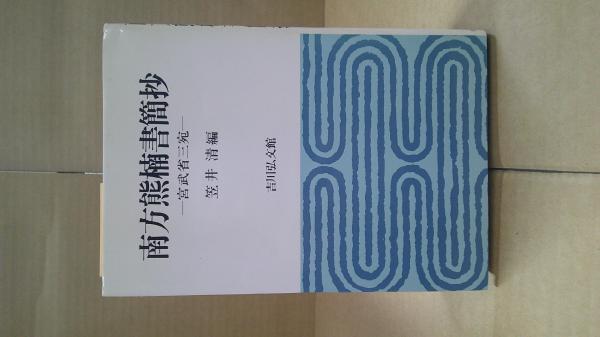 南方熊楠書簡抄
―宮武省三宛―
笠井 清編
吉川弘文館